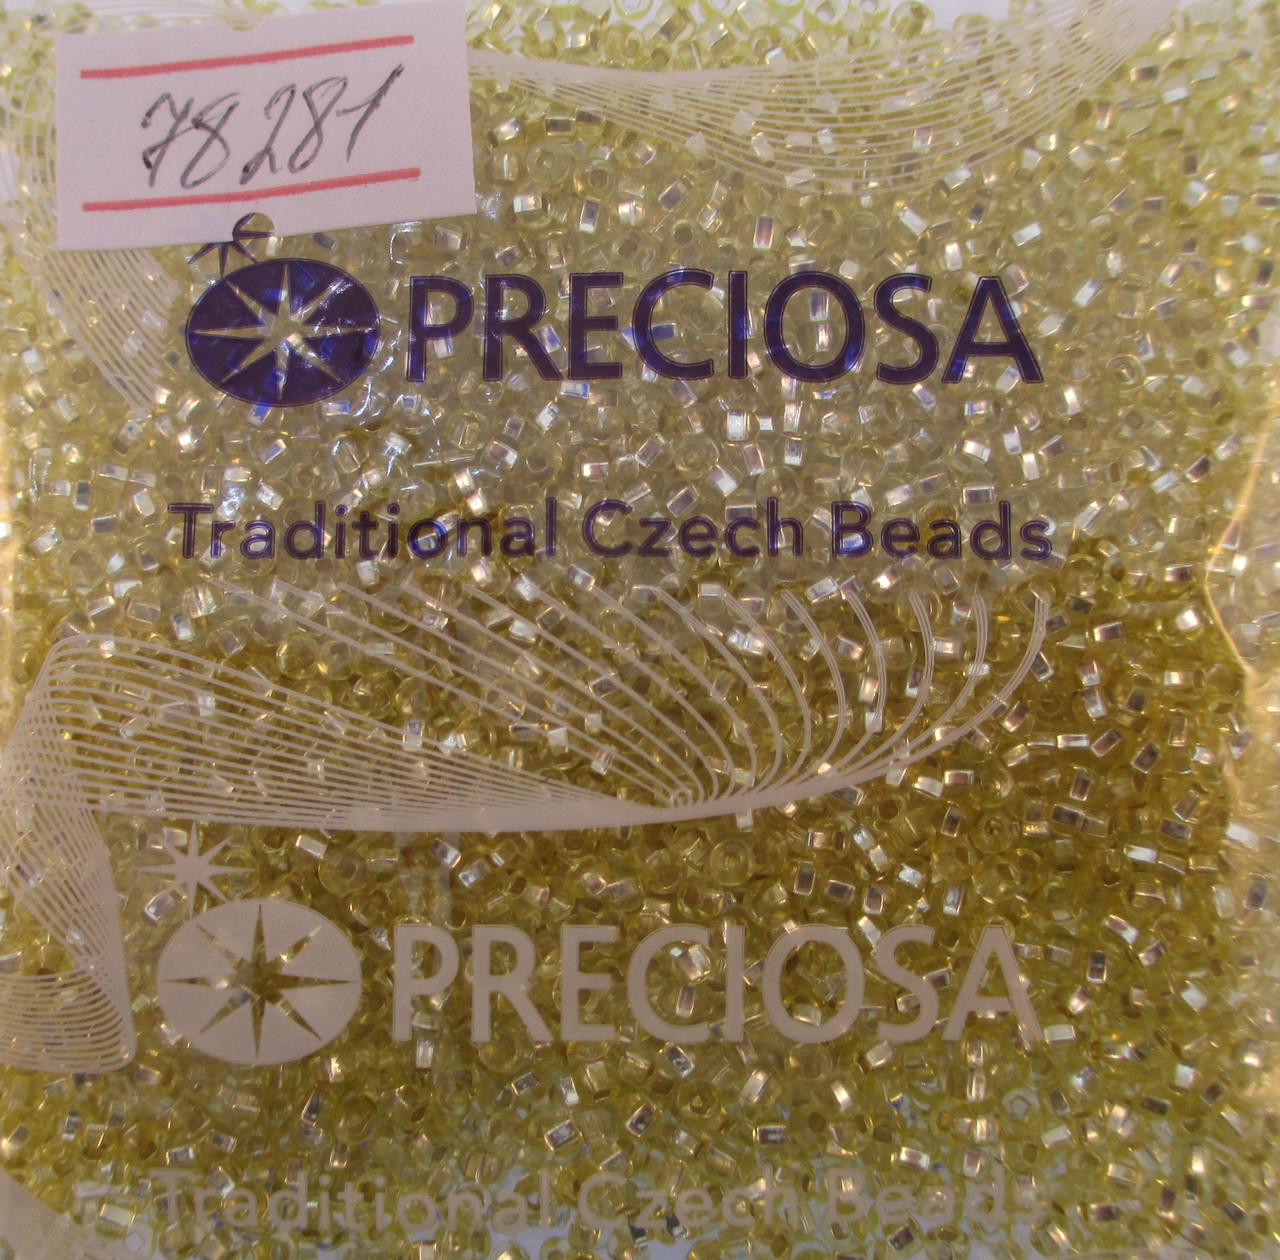 78281
PRECIOSA
Traditional Czech Beads
PRECIOSA
Traditional Czech Beads